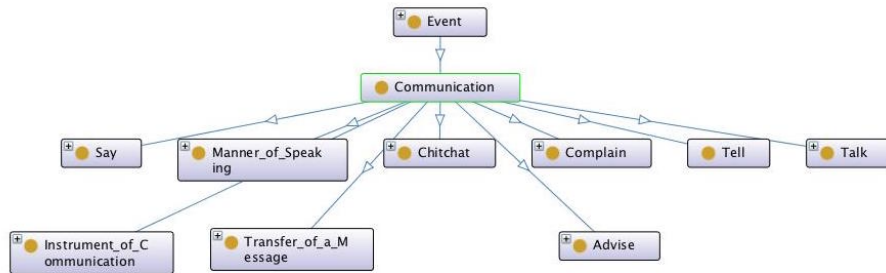 Event
Communication
Say
Manner_of_Speak
ing
Chitchat
Complain
Tell
Talk
Instrument_of_C
ommunication
Transfer_of_a_M
essage
Advise